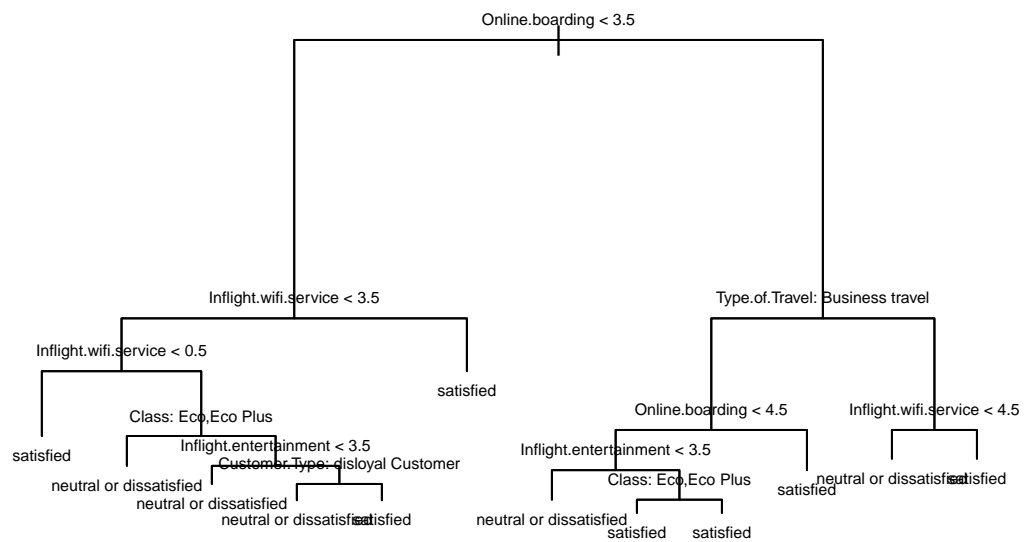 Online.boarding < 3.5
Inflight.wifi.service < 3.5
Type.of.Travel: Business travel
Inflight.wifi.service < 0.5
satisfied
Online.boarding < 4.5
Inflight.wifi.service < 4.5
Class: Eco,Eco Plus
Inflight.entertainment < 3.5
Inflight.entertainment < 3.5
satisfied
Customer.Type: disloyal Customer
Class: Eco,Eco Plus
neutral or dissatisfied
satisfied
neutral or dissatisfied
satisfied
neutral or dissatisfied
neutral or dissatisfied
satisfied
neutral or dissatisfied
satisfied
satisfied